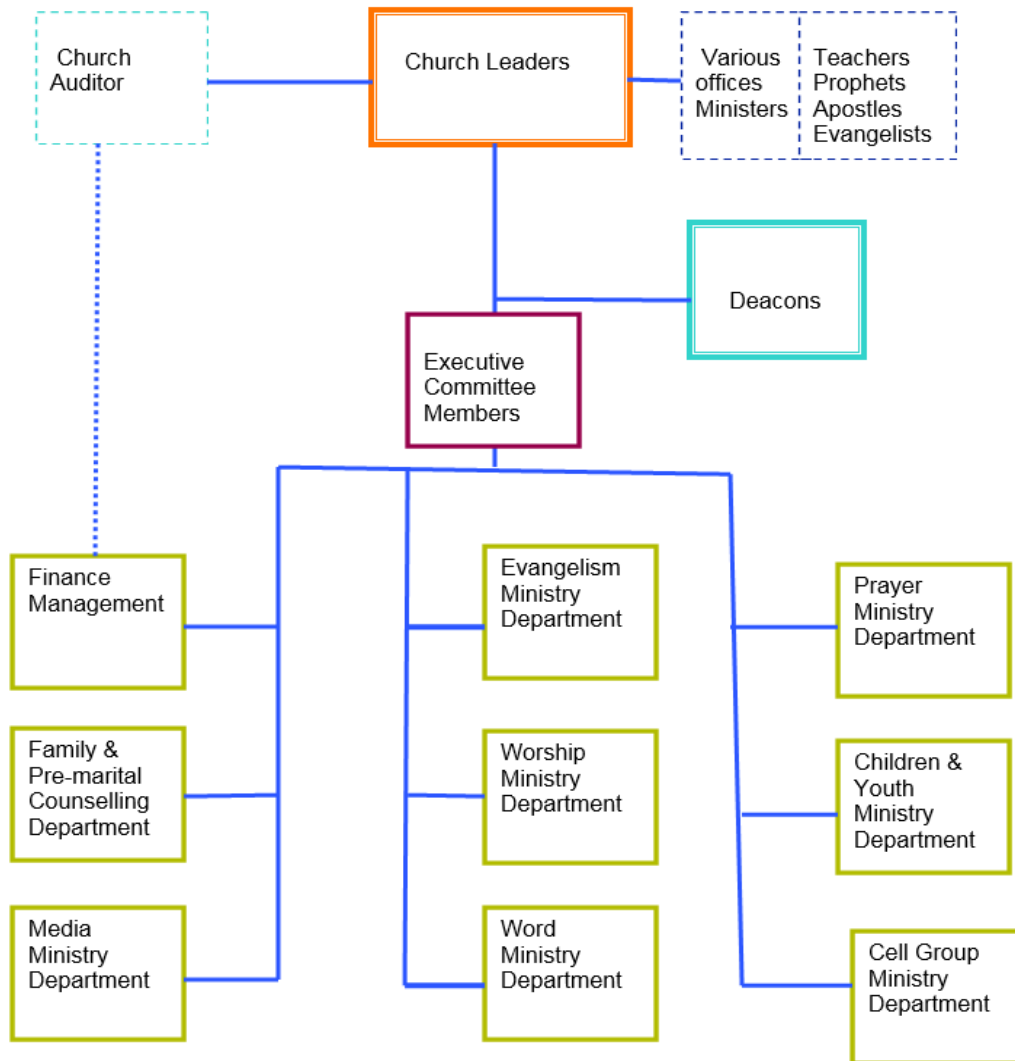 Church
Auditor
Church Leaders
Various
offices
Ministers
Teachers
Prophets
Apostles
Evangelists
Deacons
Executive
Committee
Members
Finance
Management
Evangelism
Ministry
Department
Prayer
Ministry
Department
Family &
Pre-marital
Counselling
Department
Worship
Ministry
Department
Children &
Youth
Ministry
Department
Media
Ministry
Department
Word
Ministry
Department
Cell Group
Ministry
Department